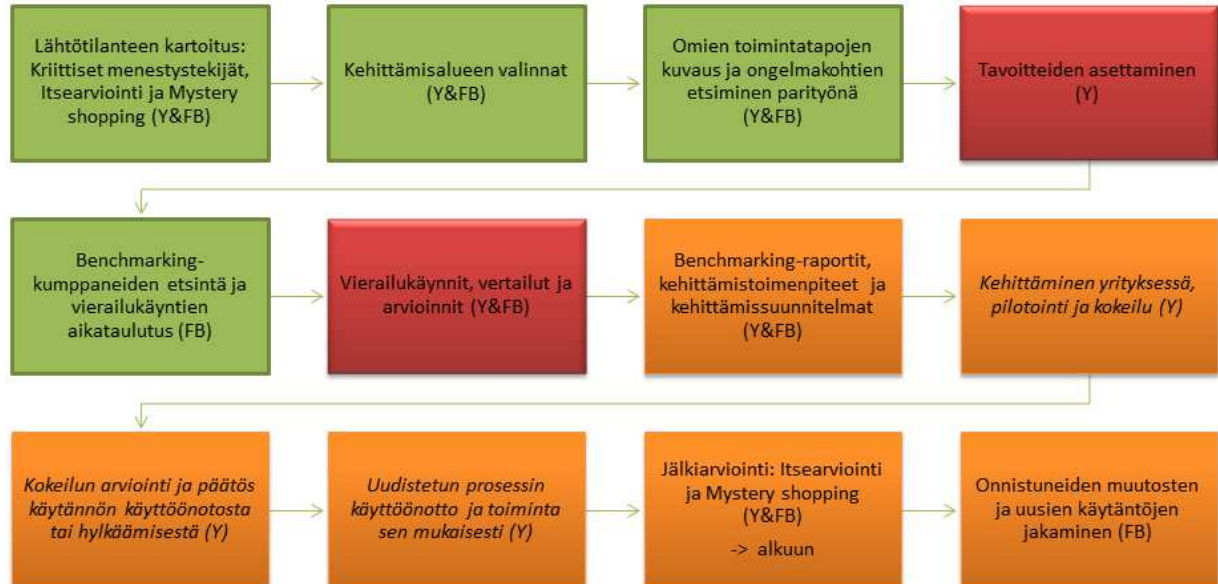 Lähtötilanteen kartoitus:
Kriittiset menestystekijät,
Itsearviointi ja Mystery
shopping (Y&FB)
Kehittämisalueen valinnat
(Y&FB)
Omien toimintatapojen
kuvaus ja ongelmakohtien
etsiminen parityönä
(Y&FB)
Tavoitteiden asettaminen
(Y)
Benchmarking-
kumppaneiden etsintä ja
vierailukäyntien
aikataulutus (FB)
Vierailukäynnit, vertailut ja
arvioinnit (Y&FB)
Benchmarking-raportit,
kehittämistoimenpiteet ja
kehittämissuunnitelmat
(Y&FB)
Kehittäminen yrityksessä,
pilotointi ja kokeilu (Y)
Kokeilun arviointi ja päätös
käytännön käyttöönotosta
tai hylkäämisestä (Y)
Uudistetun prosessin
käyttöönotto ja toiminta
sen mukaisesti (Y)
Jälkiarviointi: Itsearviointi
ja Mystery shopping
(Y&FB)
-> alkuun
Onnistuneiden muutosten
ja uusien käytäntöjen
jakaminen (FB)